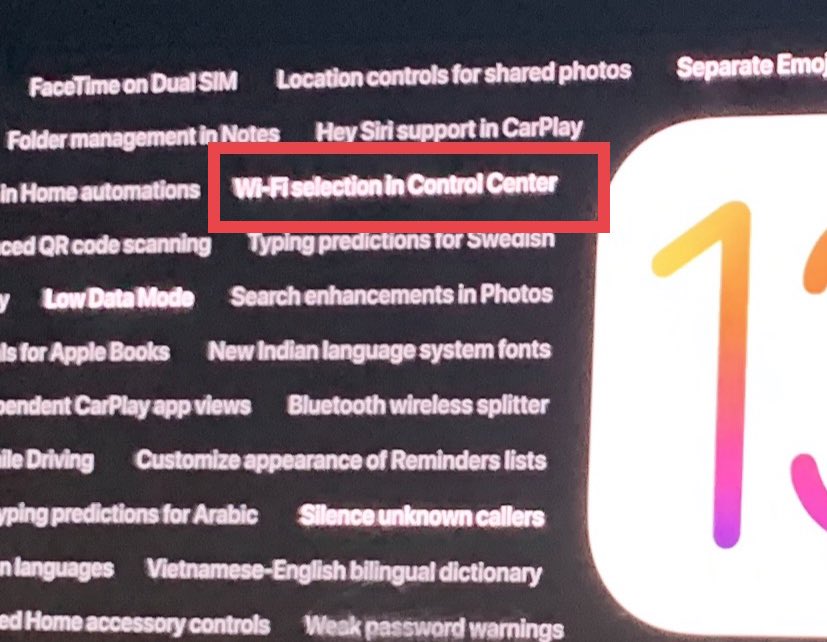 FaceTime on Dual SIM Location controls for shared photos Separate Emoj
Folder management in Notes Hey Siri support in CarPlay
in Home automations Wi-Fi selection in Control Center
ced QR code scanning Typing predictions for Swedish
y Low Data Mode Search enhancements in Photos
ls for Apple Books New Indian language system fonts
pendent CarPlay app views Bluetooth wireless splitter
ile Driving Customize appearance of Reminders lists
yping predictions for Arabic Silence unknown callers
n languages Vietnamese-English bilingual dictionary
ed Home accessory controls Weak password warnings
13